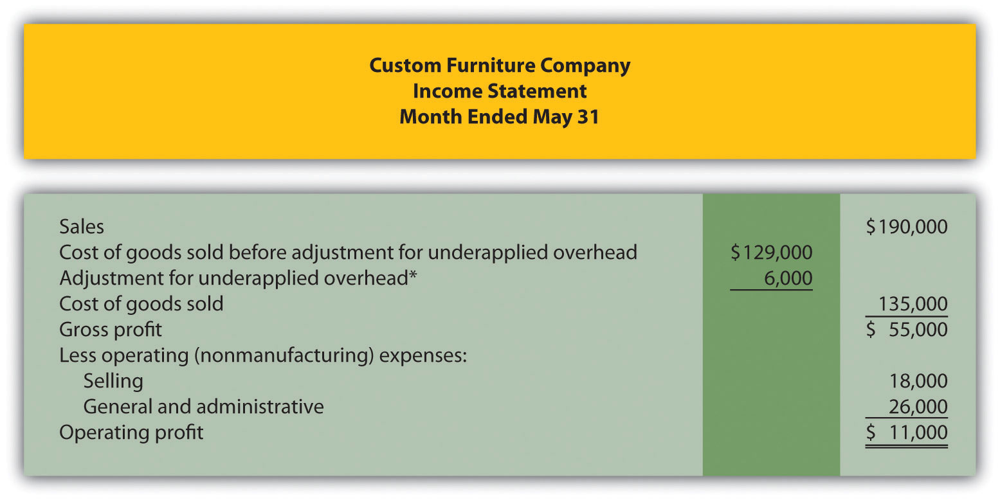 Custom Furniture Company
Income Statement
Month Ended May 31
Sales $190,000
Cost of goods sold before adjustment for underapplied overhead $129,000
Adjustment for underapplied overhead* 6,000
Cost of goods sold 135,000
Gross profit $ 55,000
Less operating (nonmanufacturing) expenses:
Selling 18,000
General and administrative 26,000
Operating profit $ 11,000